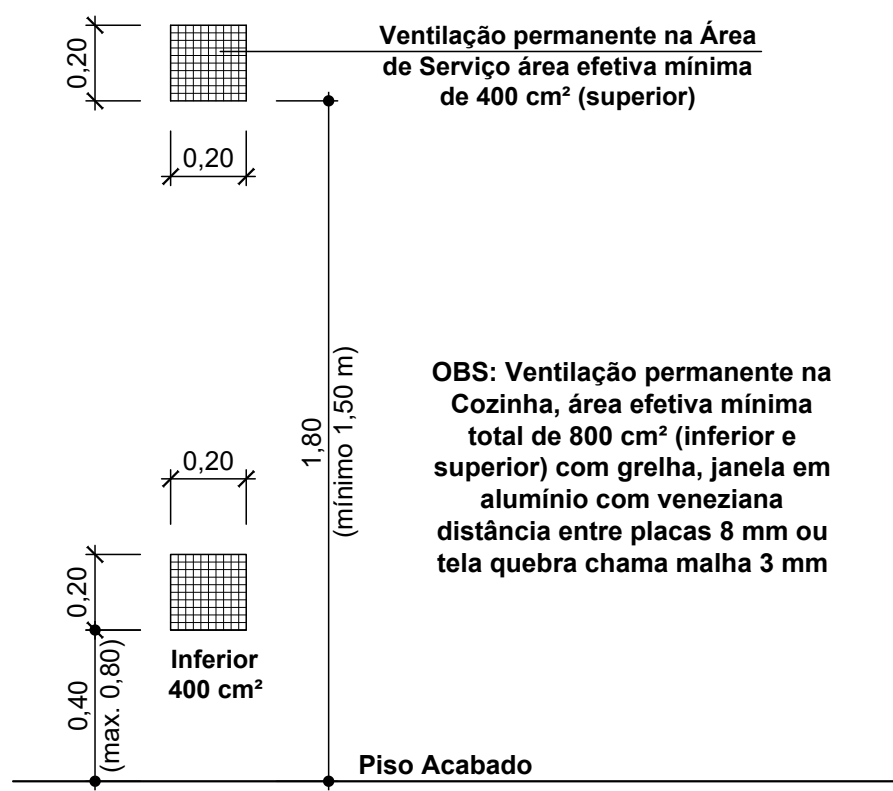 0,20
Ventilação permanente na Área
de Serviço área efetiva mínima
de 400 cm² (superior)
0,20
1,80
(mínimo 1,50 m)
OBS: Ventilação permanente na
Cozinha, área efetiva mínima
total de 800 cm² (inferior e
superior) com grelha, janela em
alumínio com veneziana
distância entre placas 8 mm ou
tela quebra chama malha 3 mm
0,20
0,20
Inferior
400 cm²
0,40
(max. 0,80)
Piso Acabado